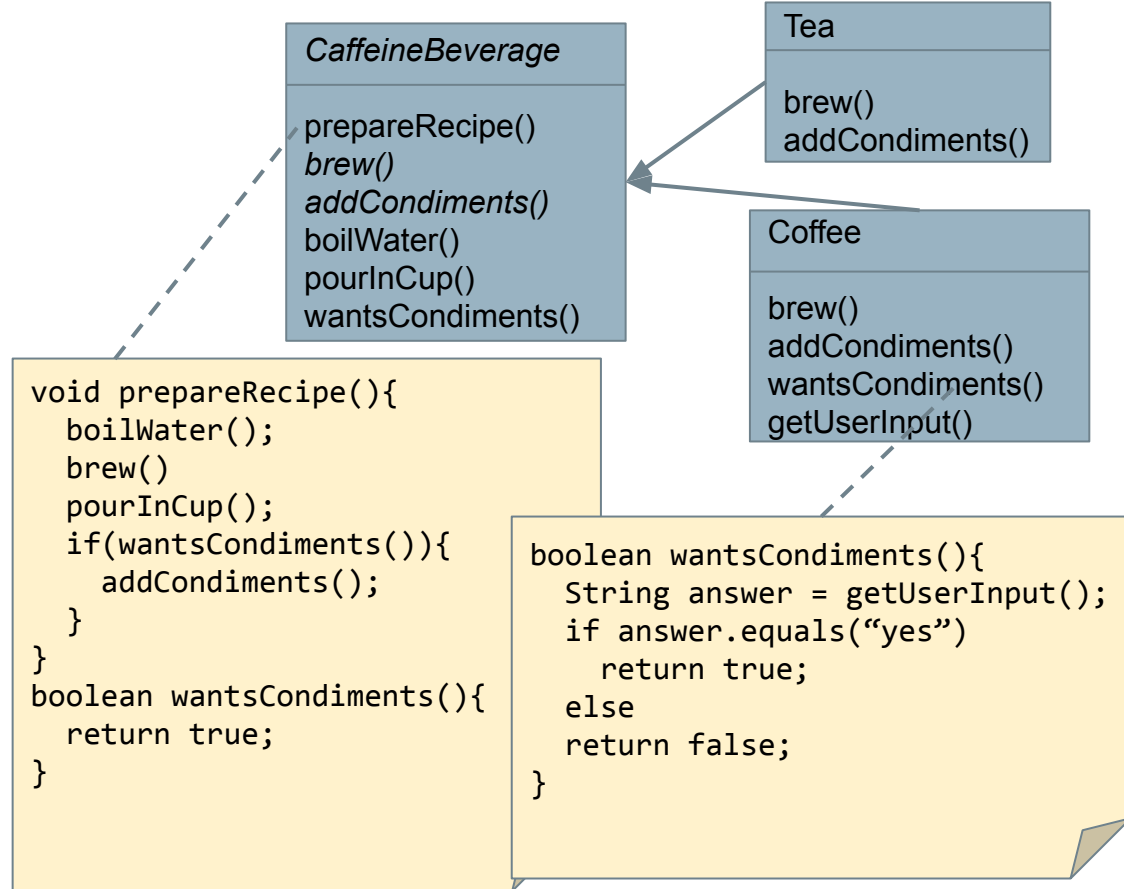 CaffeineBeverage
prepareRecipe()
brew()
addCondiments()
boilWater()
pourInCup()
wantsCondiments()
Tea
brew()
addCondiments()
Coffee
brew()
addCondiments()
wantsCondiments()
getUserInput()
void prepareRecipe(){
  boilWater();
  brew()
  pourInCup();
  if(wantsCondiments()){
    addCondiments();
  }
}
boolean wantsCondiments(){
  return true;
}
boolean wantsCondiments(){
  String answer = getUserInput();
  if answer.equals(“yes”)
    return true;
  else
  return false;
}